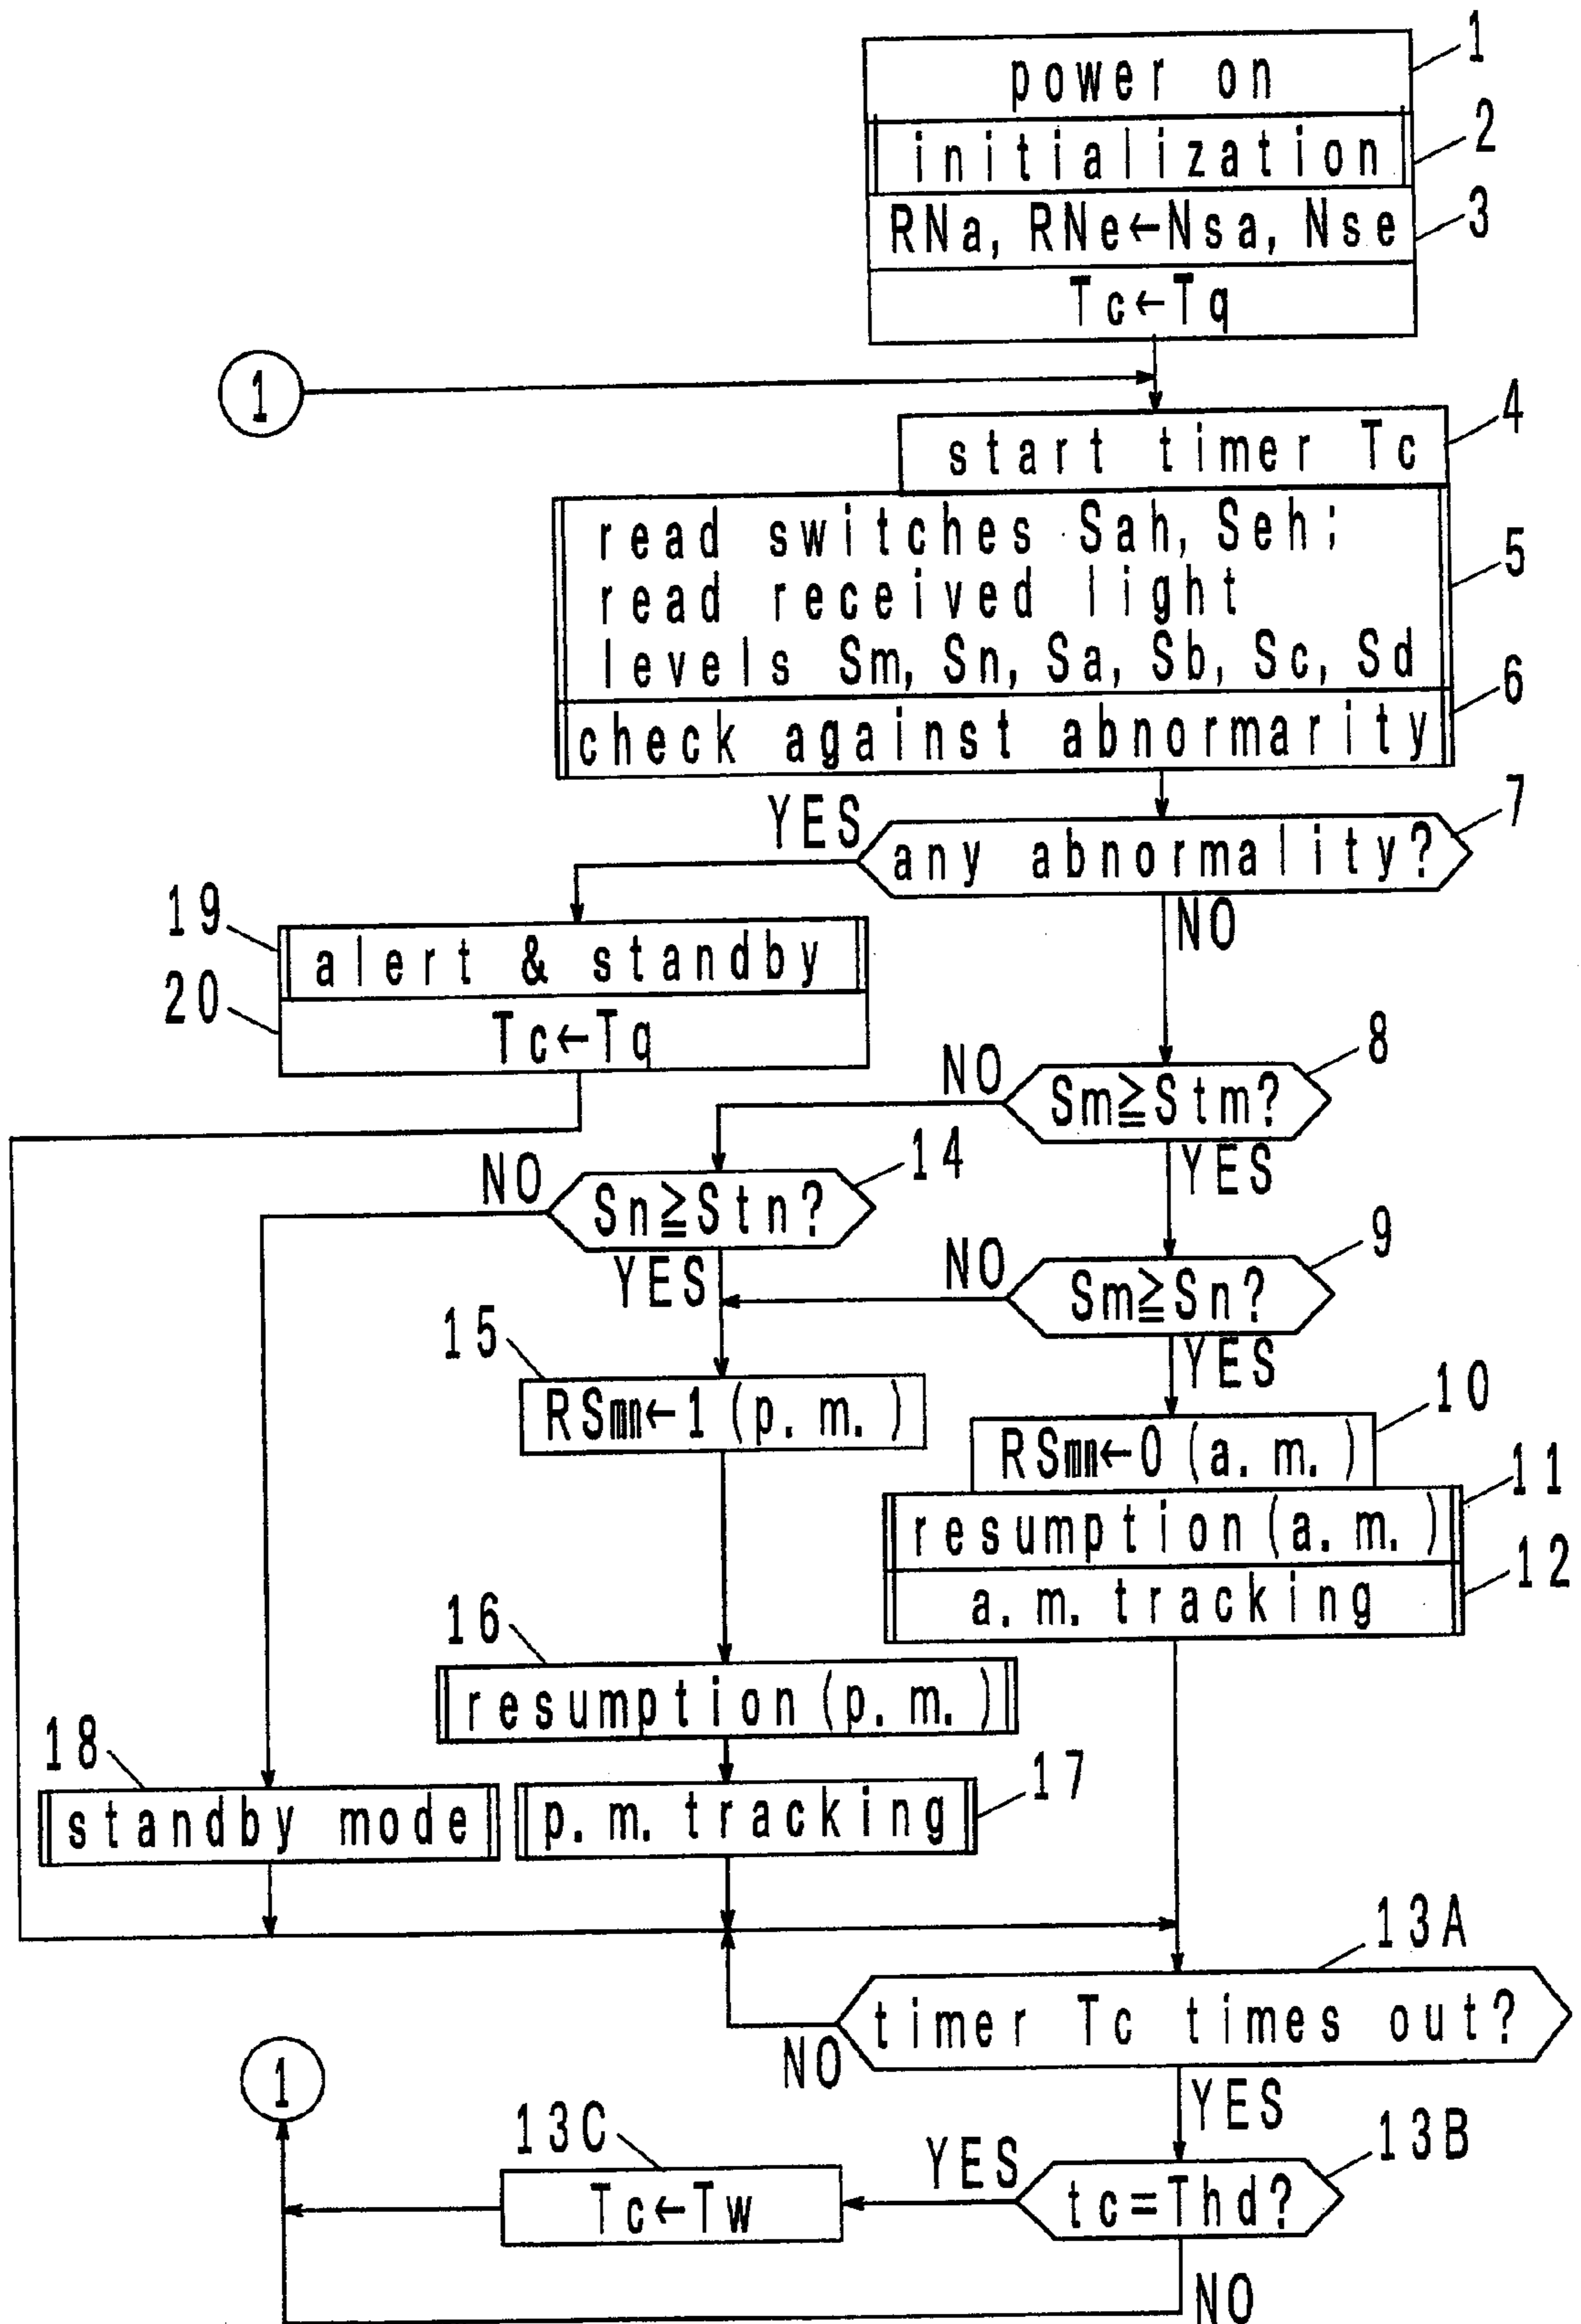 power on
1
initialization
2
RNa, RNe←Nsa, Nse
3
Tc←Tq
1
start timer Tc
4
read switches Sah, Seh;
read received light
levels Sm, Sn, Sa, Sb, Sc, Sd
5
check against abnormarity
6
any abnormality?
7
YES
NO
19
alert & standby
20
Tc←Tq
8
Sm≧Stm?
NO
YES
14
Sn≧Stn?
NO
YES
9
Sm≧Sn?
NO
YES
15
RSmn←1 (p.m.)
10
RSmn←0 (a.m.)
11
resumption (a.m.)
12
a.m. tracking
16
resumption (p.m.)
18
standby mode
17
p.m. tracking
13A
timer Tc times out?
NO
YES
1
13C
Tc←Tw
YES
13B
tc=Thd?
NO